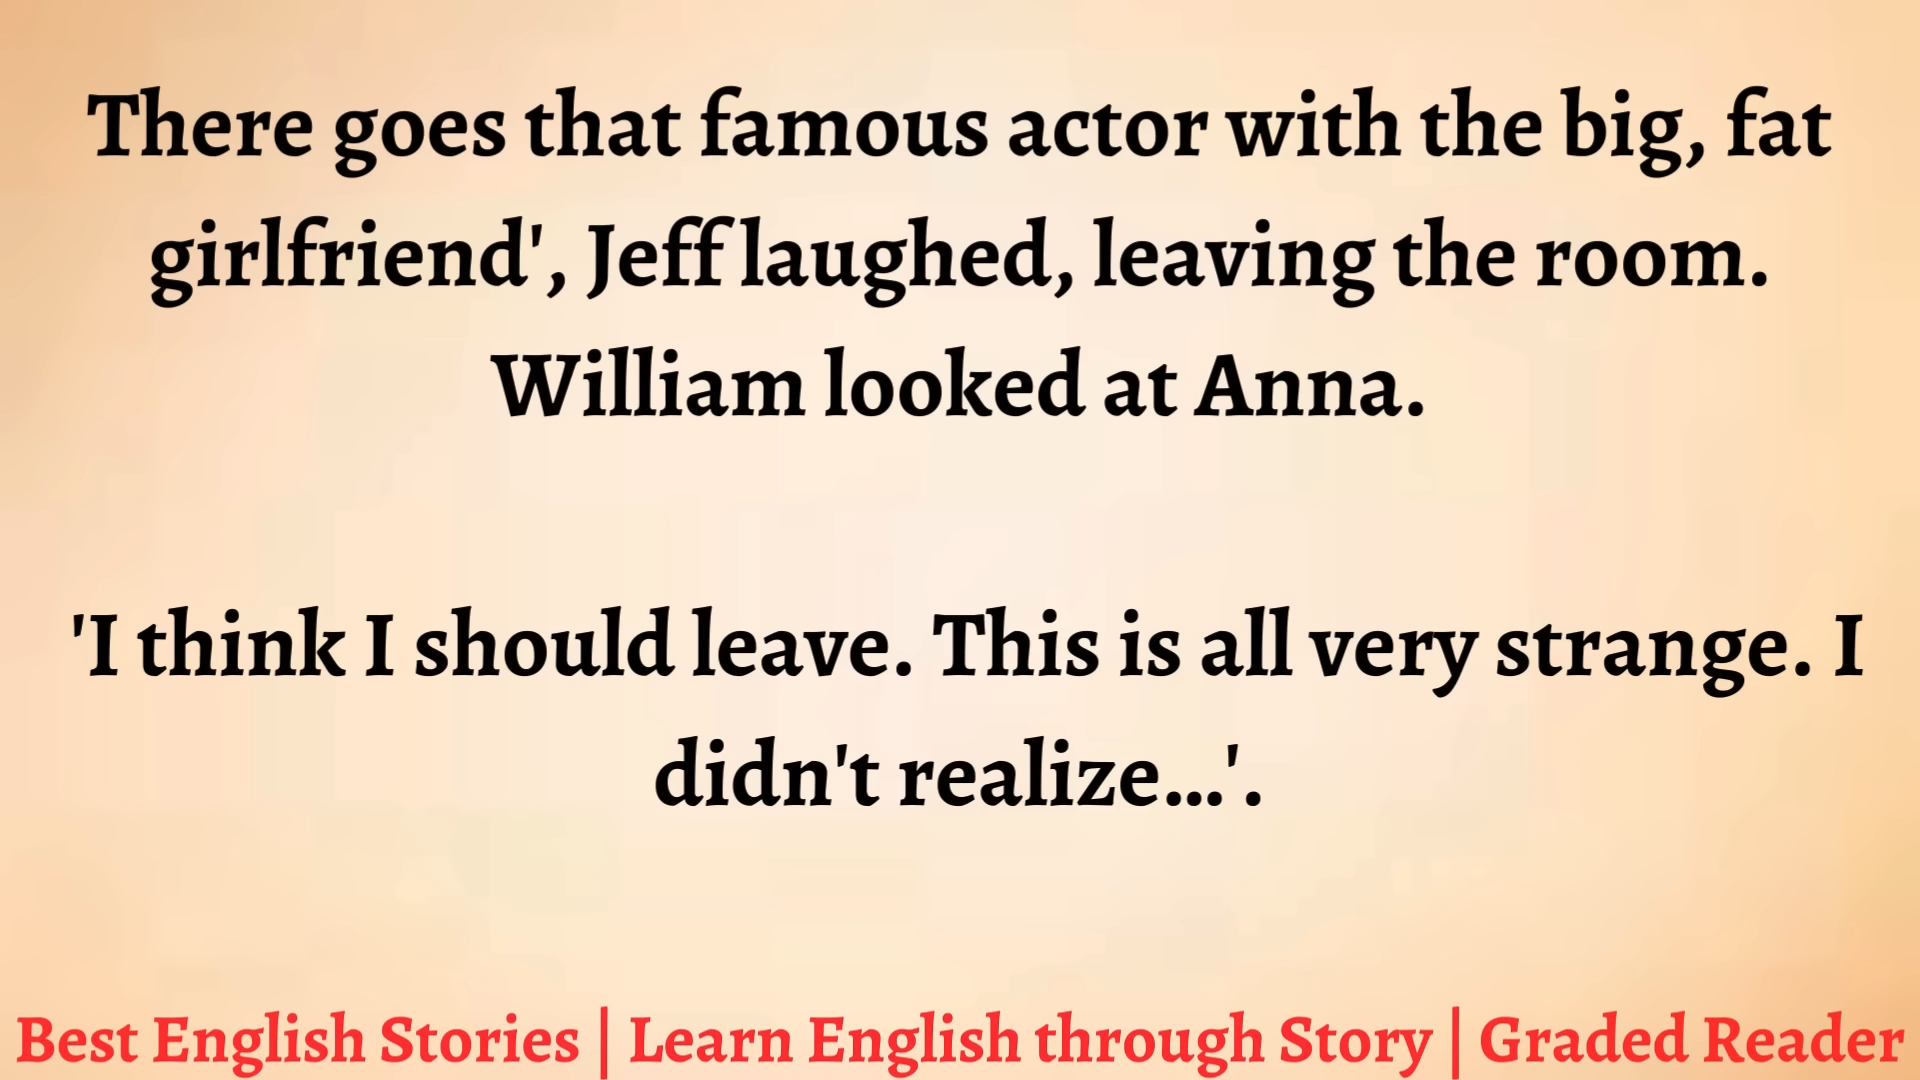 There goes that famous actor with the big, fat
girlfriend', Jeff laughed, leaving the room.
William looked at Anna.
'I think I should leave. This is all very strange. I
didn't realize...'.
Best English Stories | Learn English through Story | Graded Reader